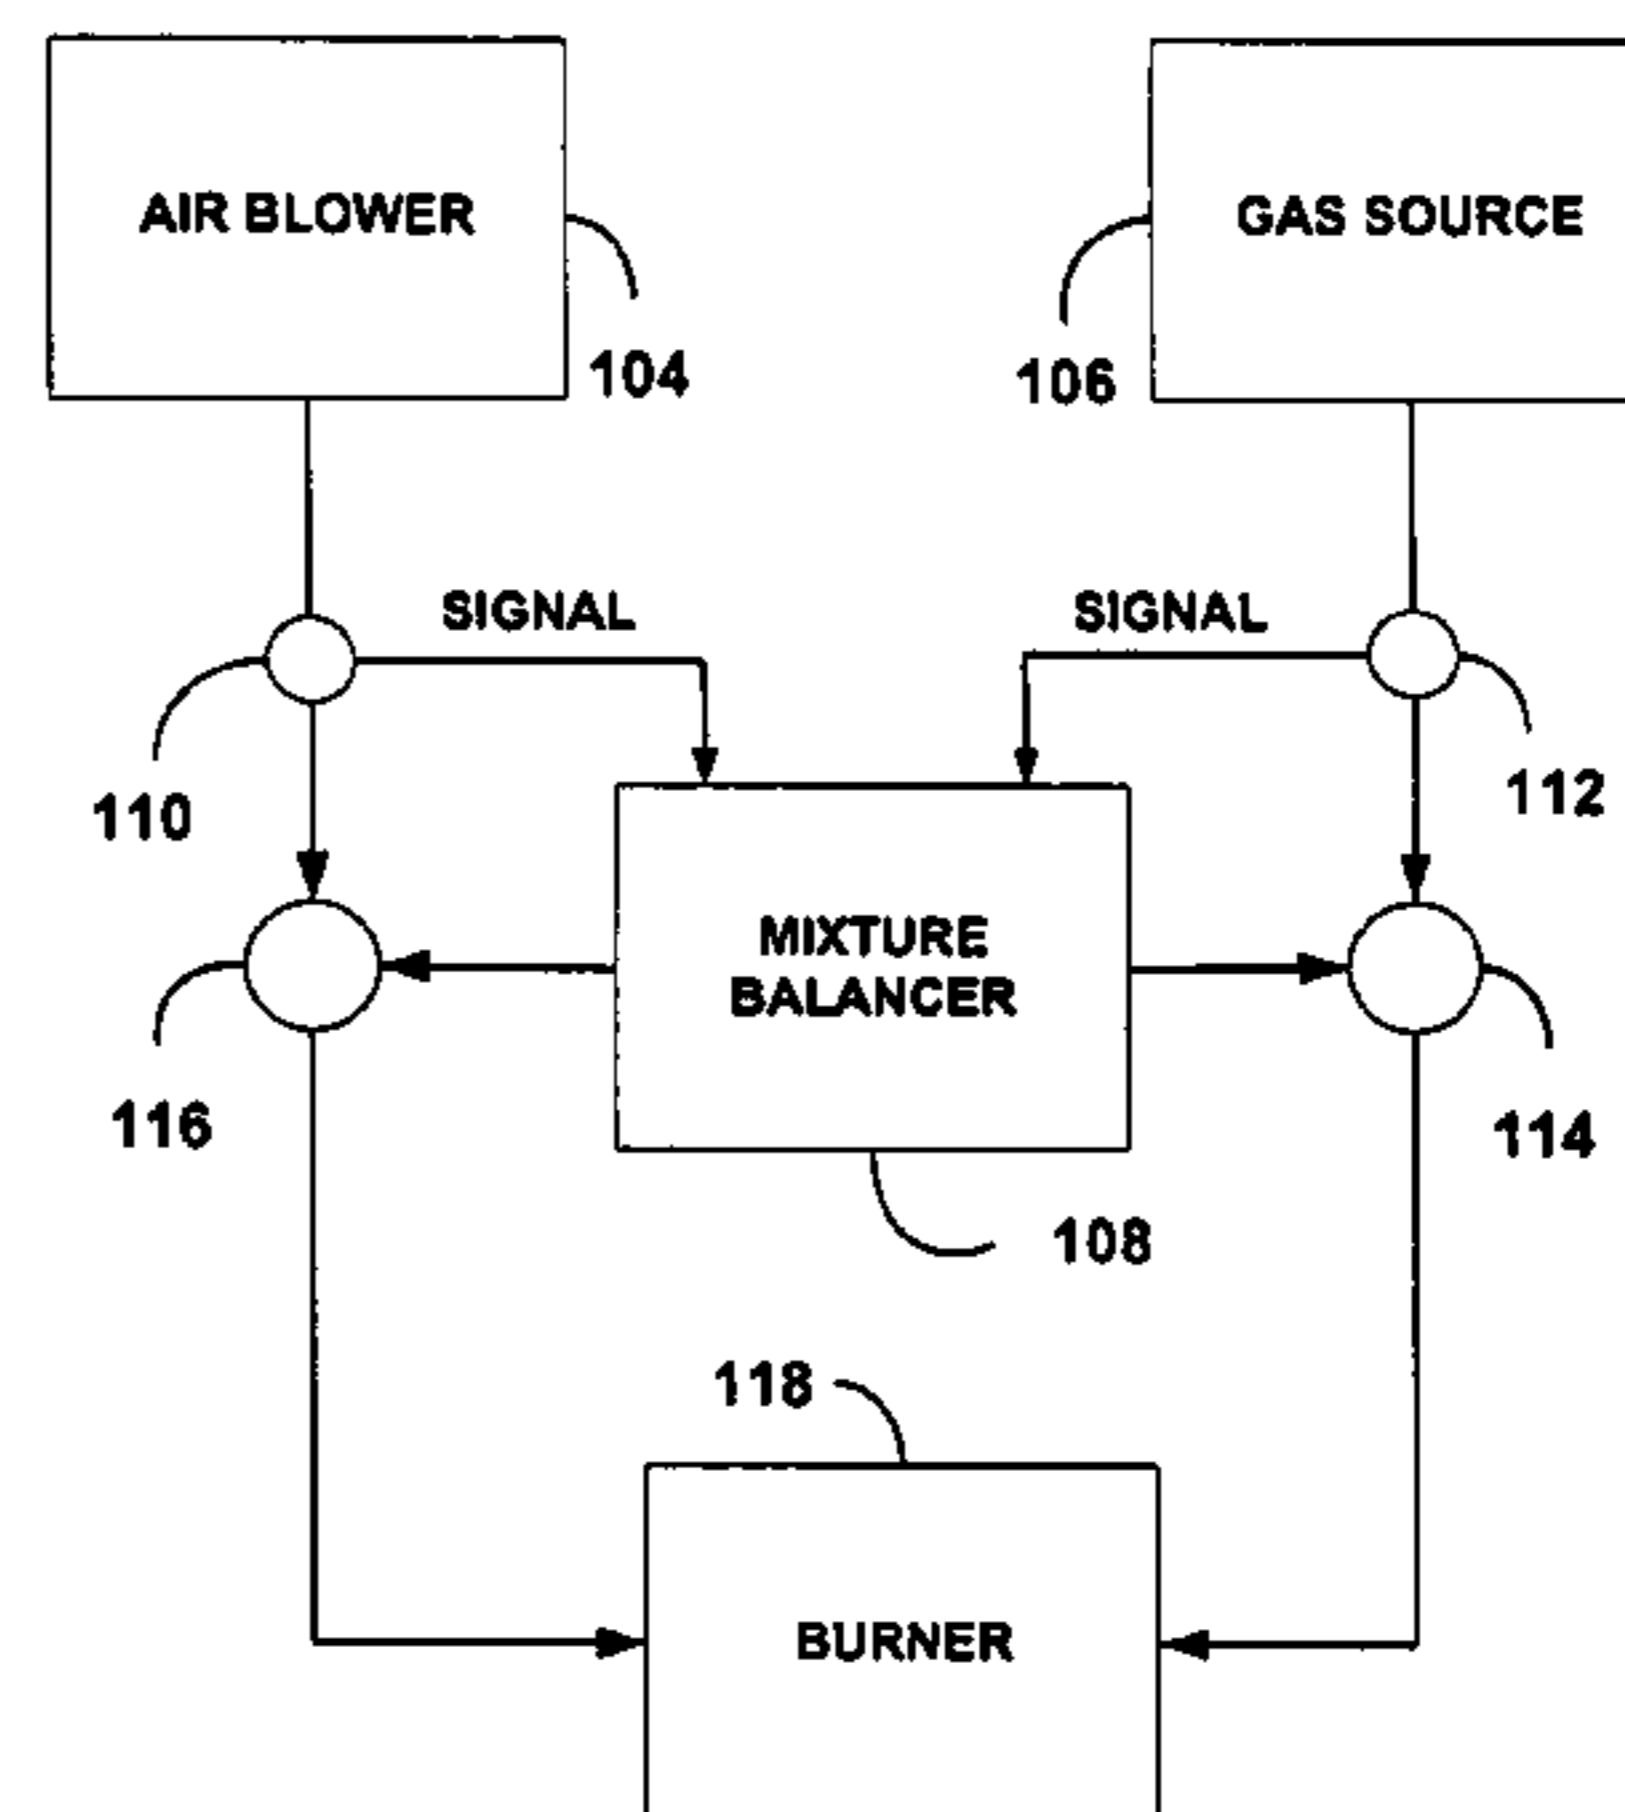 AIR BLOWER
GAS SOURCE
104
106
SIGNAL
SIGNAL
110
112
MIXTURE
BALANCER
116
114
108
118
BURNER